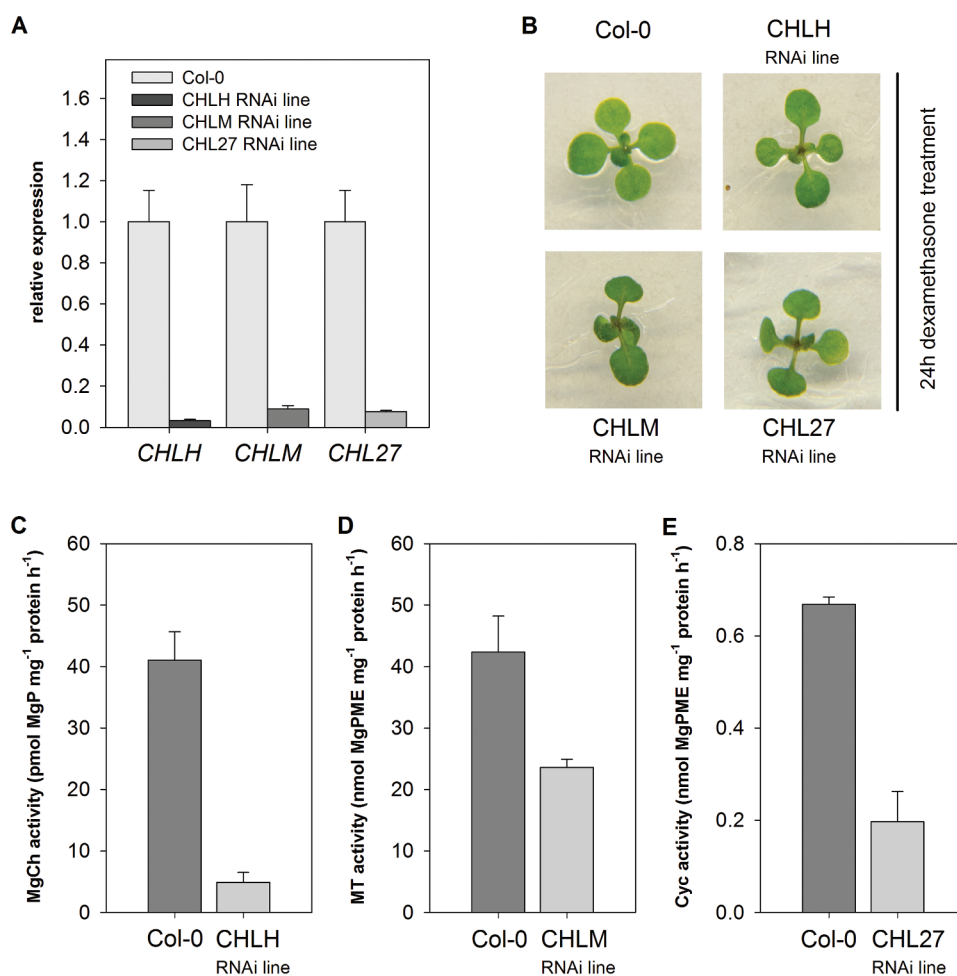 A
relative expression
1.6
1.4
1.2
1.0
0.8
0.6
0.4
0.2
0.0
Col-0
CHLH RNAi line
CHLM RNAi line
CHL27 RNAi line
CHLH
CHLM
CHL27
B
Col-0
CHLH
RNAi line
CHLM
RNAi line
CHL27
RNAi line
24h dexamethasone treatment
C
MgCh activity (pmol MgP mg⁻¹ protein h⁻¹)
60
50
40
30
20
10
0
Col-0
CHLH
RNAi line
D
MT activity (nmol MgPME mg⁻¹ protein h⁻¹)
60
50
40
30
20
10
0
Col-0
CHLM
RNAi line
E
Cyc activity (nmol MgPME mg⁻¹ protein h⁻¹)
0.8
0.6
0.4
0.2
0.0
Col-0
CHL27
RNAi line